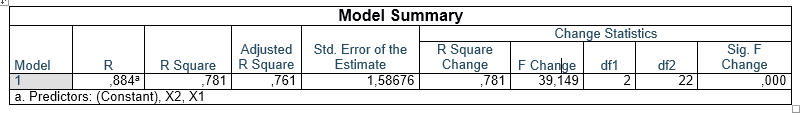 Model Summary
Change Statistics
Model R R Square Adjusted R Square Std. Error of the Estimate R Square Change F Change df1 df2 Sig. F Change
1 ,884ª ,781 ,761 1,58676 ,781 39,149 2 22 ,000
a. Predictors: (Constant), X2, X1